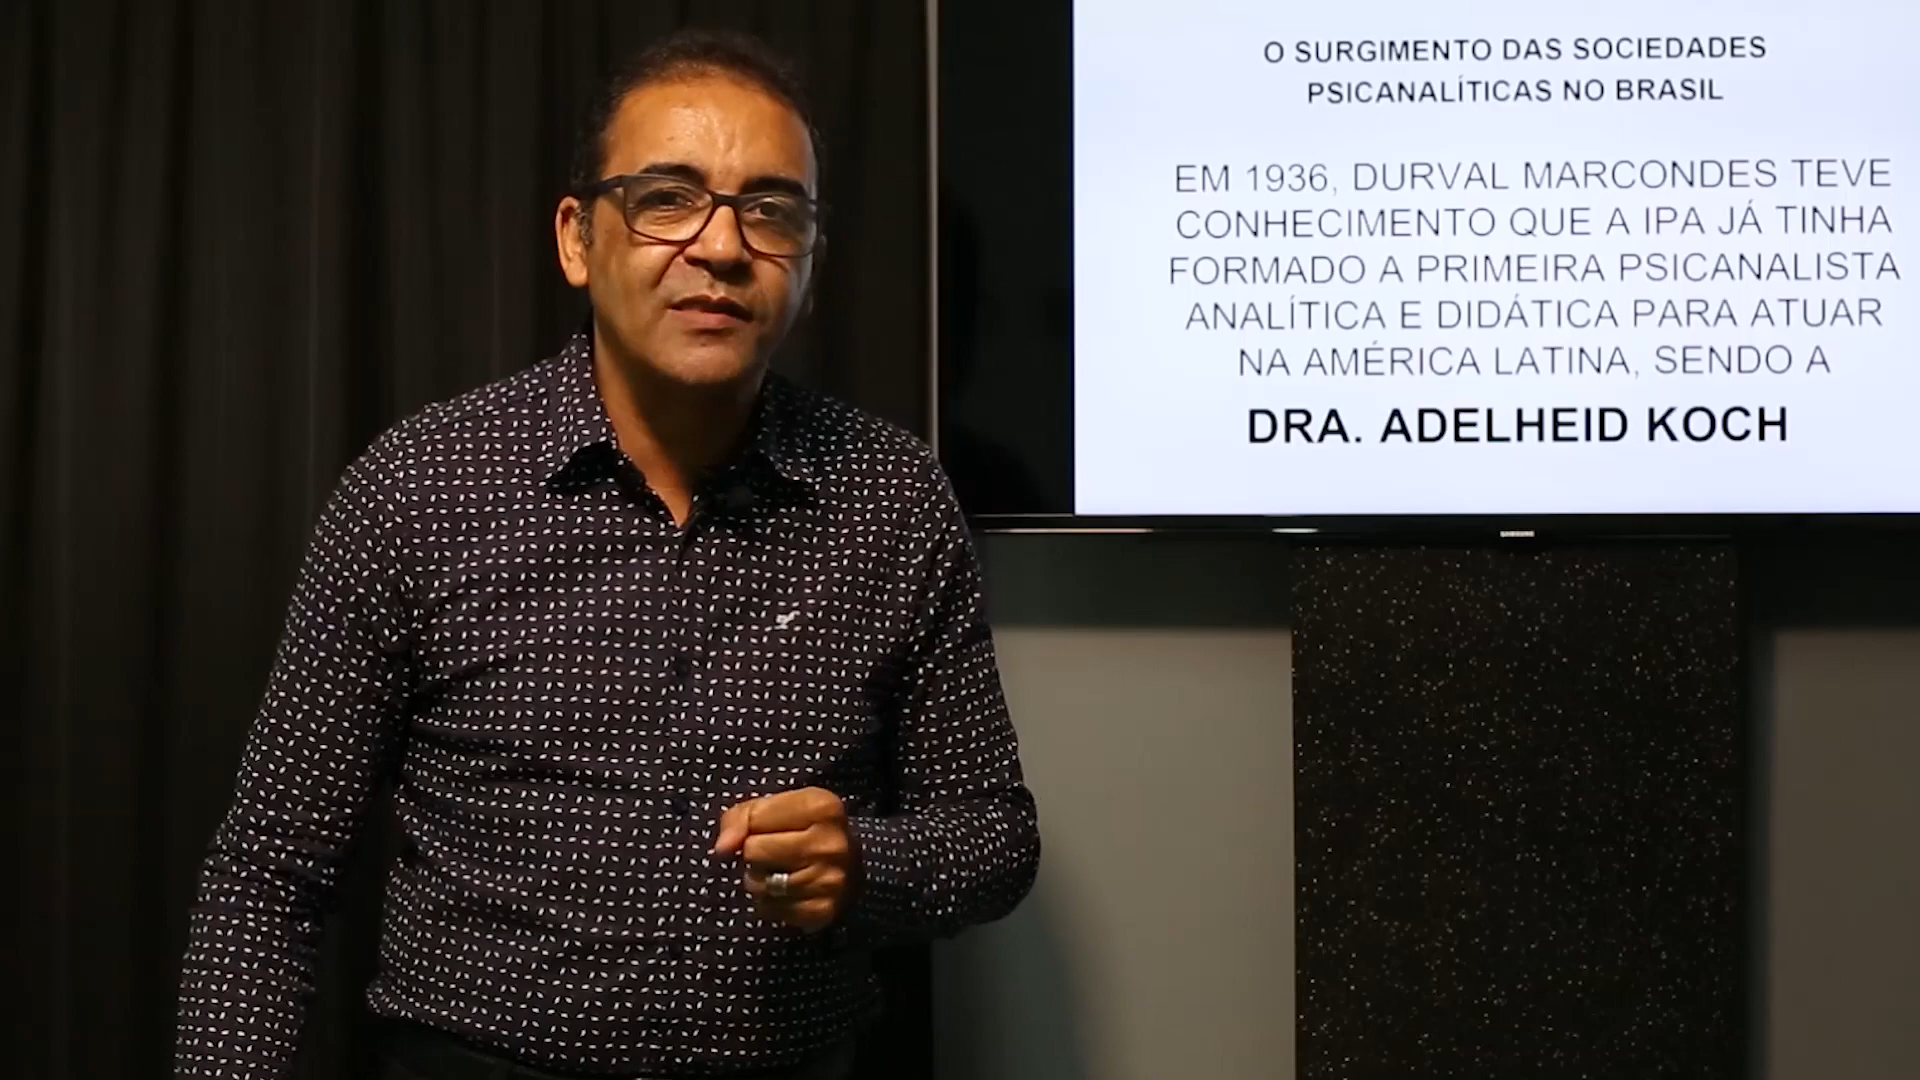 O SURGIMENTO DAS SOCIEDADES
PSICANALÍTICAS NO BRASIL
EM 1936, DURVAL MARCONDES TEVE
CONHECIMENTO QUE A IPA JÁ TINHA
FORMADO A PRIMEIRA PSICANALISTA
ANALÍTICA E DIDÁTICA PARA ATUAR
NA AMÉRICA LATINA, SENDO A
DRA. ADELHEID KOCH
SAMSUNG